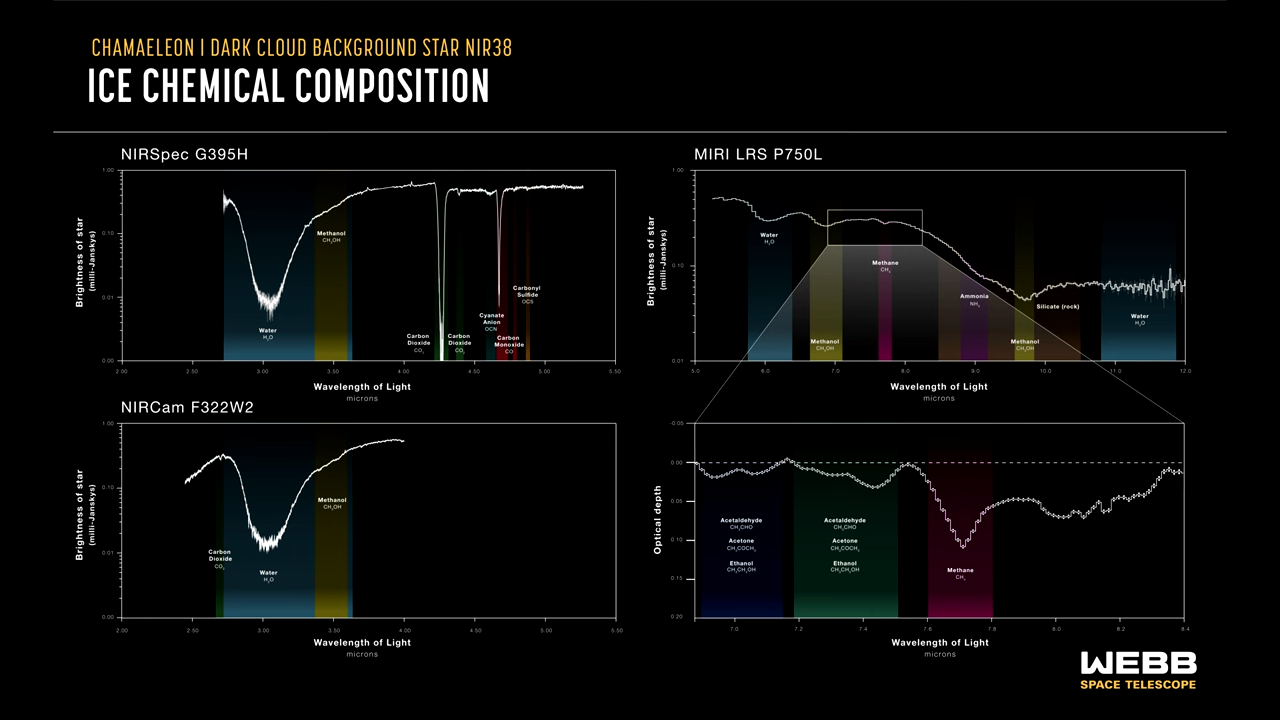 CHAMAELEON I DARK CLOUD BACKGROUND STAR NIR38
ICE CHEMICAL COMPOSITION
NIRSpec G395H
1.00
0.10
0.01
0.00
Brightness of star
(milli-Janskys)
Water
H₂O
Methanol
CH₃OH
Carbon
Dioxide
CO₂
Carbon
Dioxide
CO₂
Cyanate
Anion
OCN
Carbon
Monoxide
CO
Carbonyl
Sulfide
OCS
2.00
2.50
3.00
3.50
4.00
4.50
5.00
5.50
Wavelength of Light
microns
MIRI LRS P750L
1.00
0.10
0.01
Brightness of star
(milli-Janskys)
Water
H₂O
Methanol
CH₃OH
Methane
CH₄
Ammonia
NH₃
Methanol
CH₃OH
Silicate (rock)
Water
H₂O
5.0
6.0
7.0
8.0
9.0
10.0
11.0
12.0
Wavelength of Light
microns
NIRCam F322W2
1.00
0.10
0.01
0.00
Brightness of star
(milli-Janskys)
Carbon
Dioxide
CO₂
Water
H₂O
Methanol
CH₃OH
2.00
2.50
3.00
3.50
4.00
4.50
5.00
5.50
Wavelength of Light
microns
-0.05
0.00
0.05
0.10
0.15
0.20
Optical depth
Acetaldehyde
CH₃CHO
Acetone
CH₃COCH₃
Ethanol
CH₃CH₂OH
Acetaldehyde
CH₃CHO
Acetone
CH₃COCH₃
Ethanol
CH₃CH₂OH
Methane
CH₄
7.0
7.2
7.4
7.6
7.8
8.0
8.2
8.4
Wavelength of Light
microns
WEBB
SPACE TELESCOPE